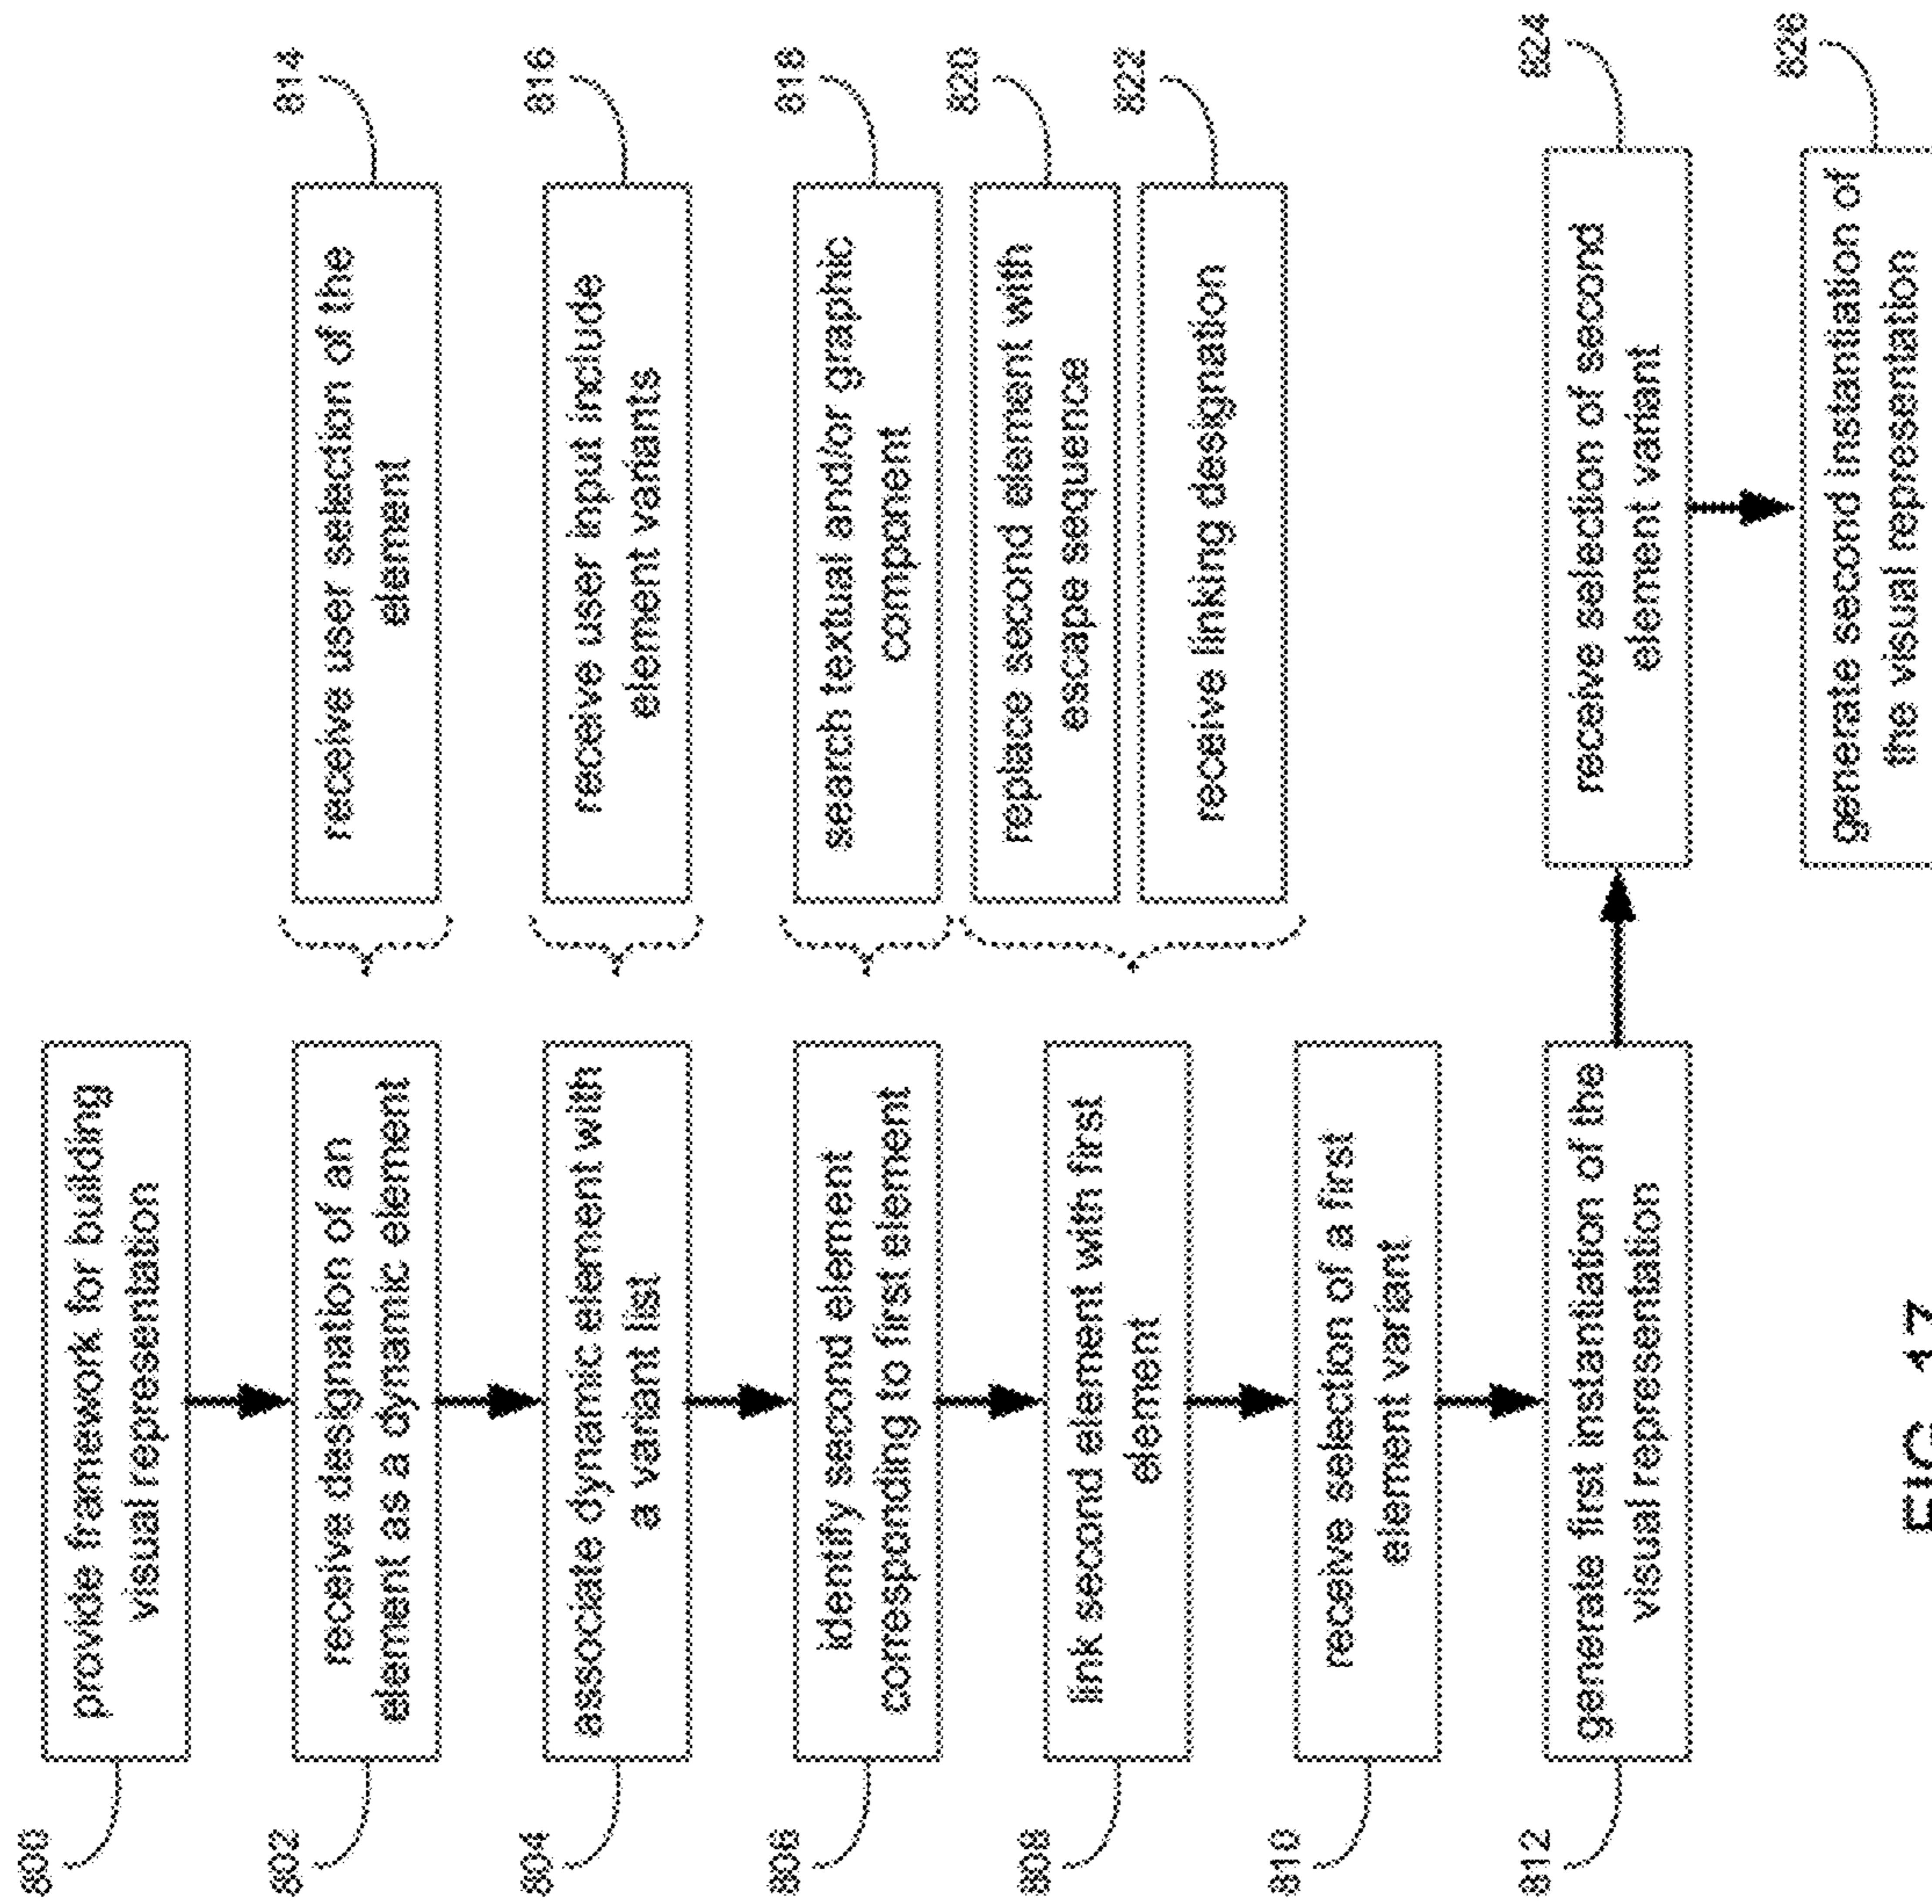 800
provide framework for building
visual representation
802
receive designation of an
element as a dynamic element
814
receive user selection of the
element
804
associate dynamic element with
a variant list
816
receive user input include
element variants
806
identify second element
corresponding to first element
818
search textual and/or graphic
component
808
link second element with first
element
820
replace second element with
escape sequence
822
receive linking designation
810
receive selection of a first
element variant
812
generate first instantiation of the
visual representation
824
receive selection of second
element variant
826
generate second instantiation of
the visual representation
FIG. 17